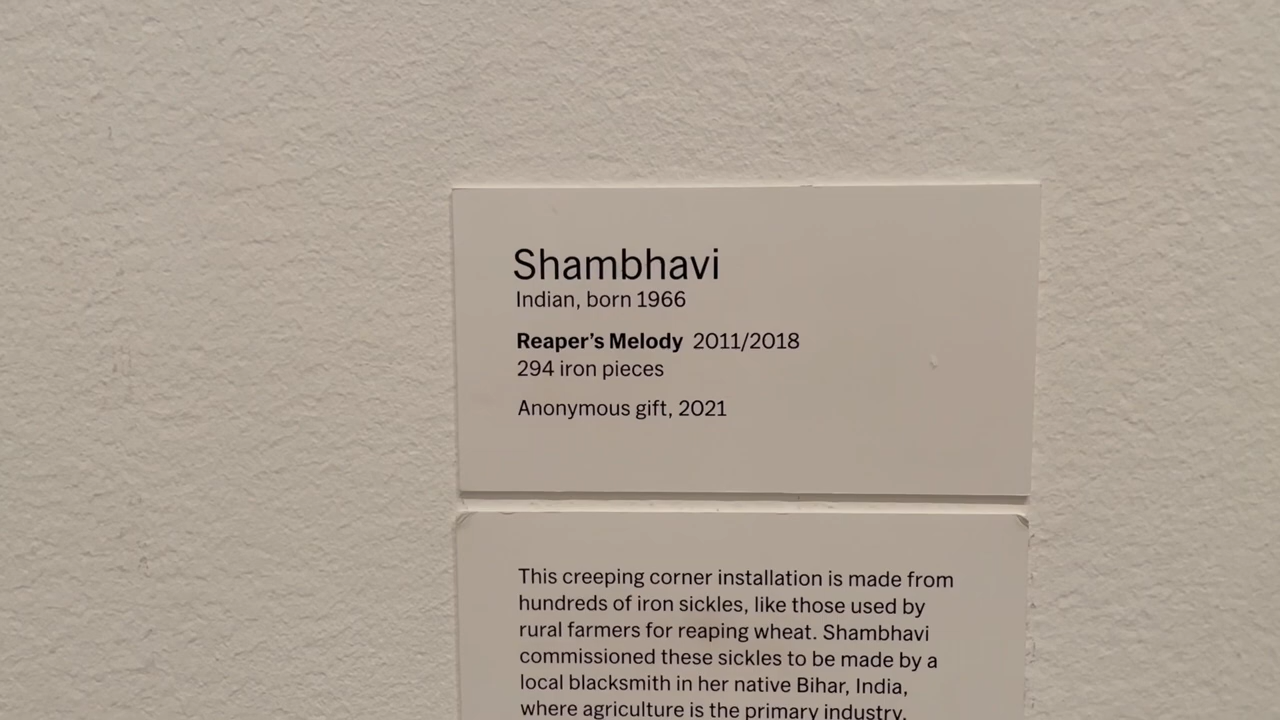 Shambhavi
Indian, born 1966
Reaper's Melody 2011/2018
294 iron pieces
Anonymous gift, 2021
This creeping corner installation is made from
hundreds of iron sickles, like those used by
rural farmers for reaping wheat. Shambhavi
commissioned these sickles to be made by a
local blacksmith in her native Bihar, India,
where agriculture is the primary industry.